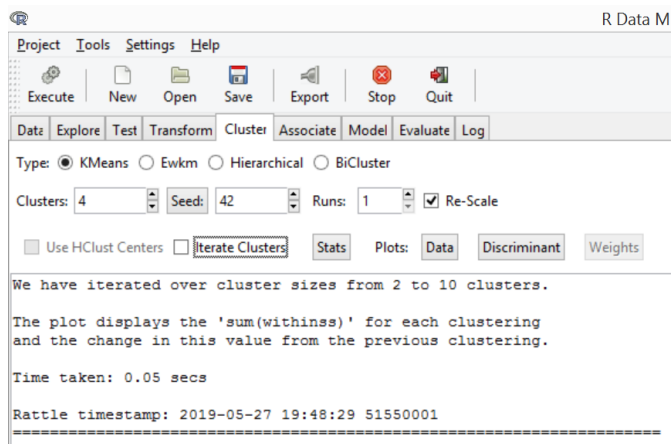 R Data M
Project Tools Settings Help
Execute New Open Save Export Stop Quit
Data Explore Test Transform Cluster Associate Model Evaluate Log
Type: KMeans Ewkm Hierarchical BiCluster
Clusters: 4 Seed: 42 Runs: 1 Re-Scale
Use HClust Centers Iterate Clusters Stats Plots: Data Discriminant Weights
We have iterated over cluster sizes from 2 to 10 clusters.
The plot displays the 'sum(withinss)' for each clustering
and the change in this value from the previous clustering.
Time taken: 0.05 secs
Rattle timestamp: 2019-05-27 19:48:29 51550001
======================================================================